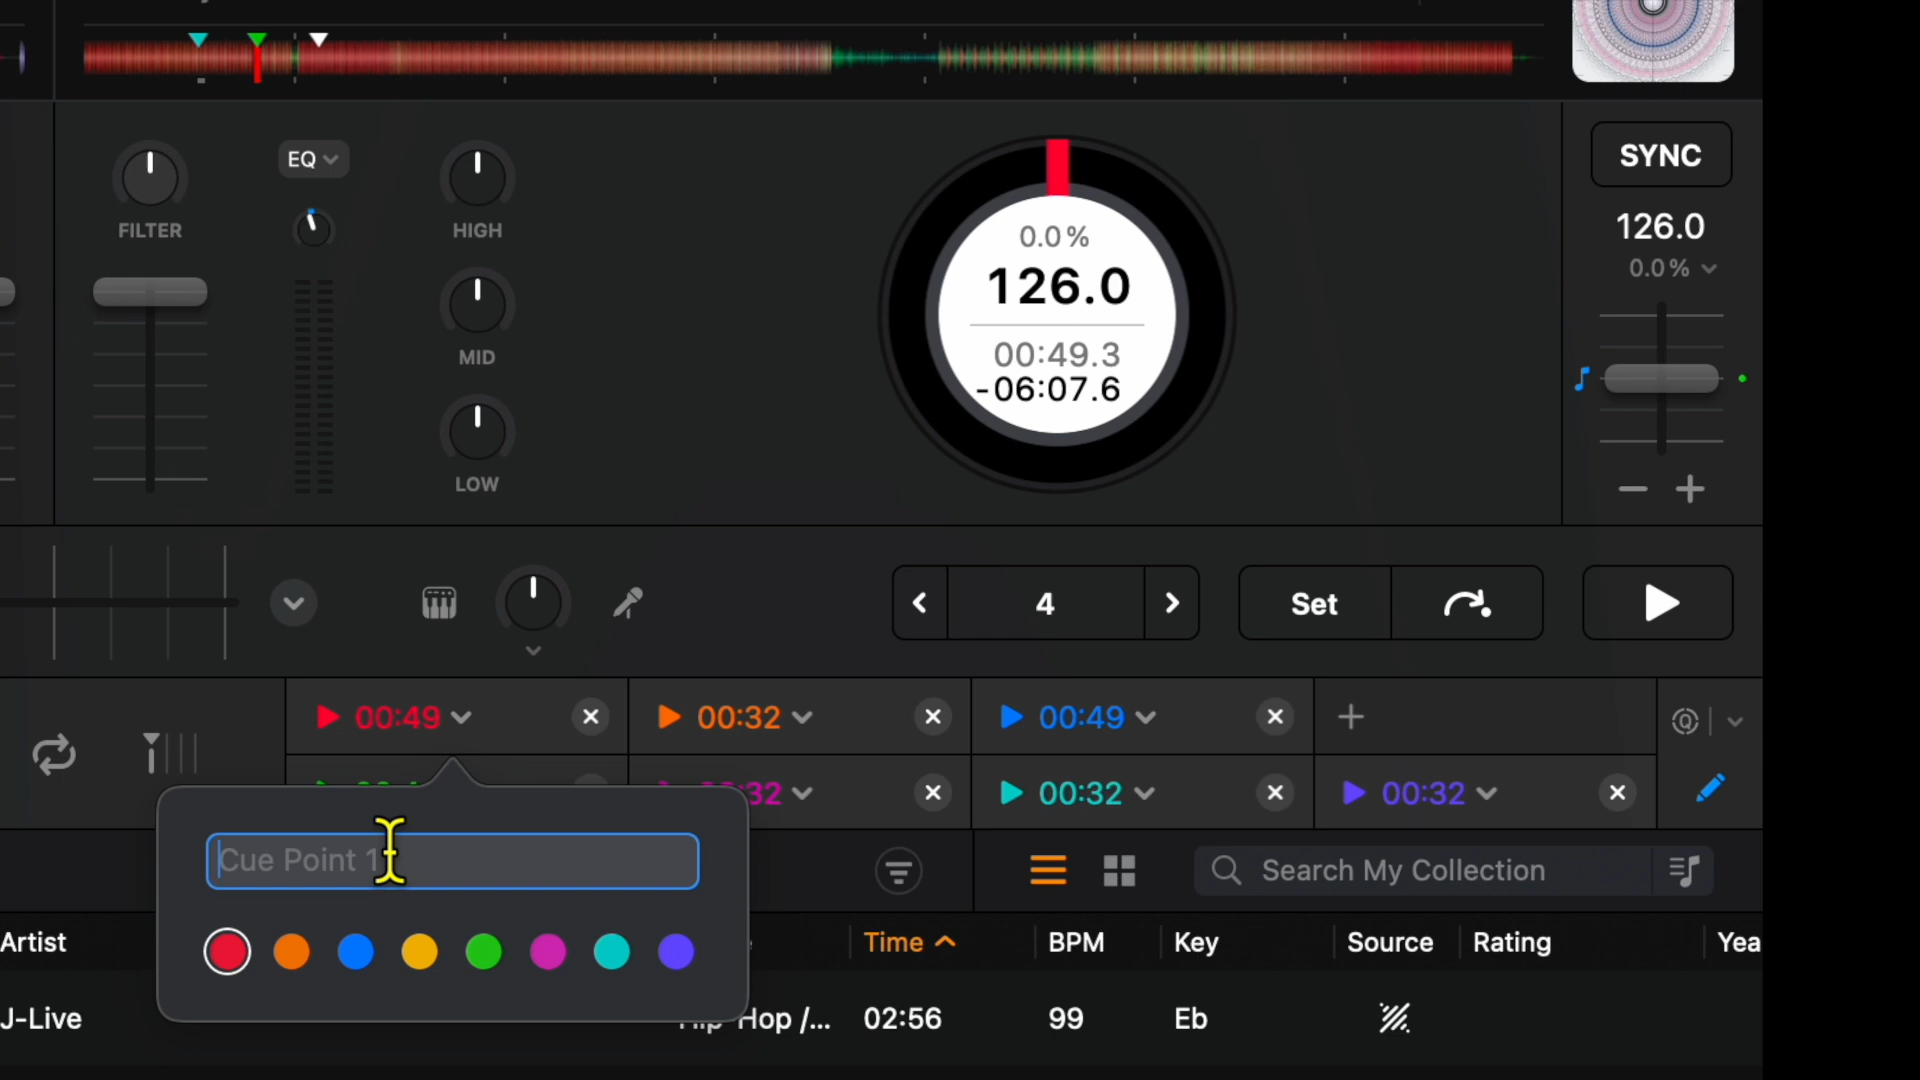 EQ
FILTER
HIGH
MID
LOW
0.0%
126.0
00:49.3
-06:07.6
SYNC
126.0
0.0%
4
Set
00:49
00:32
00:49
Q
00:32
00:32
Cue Point 1
Search My Collection
Artist
Time
BPM
Key
Source
Rating
J-Live
Hop /...
02:56
99
Eb